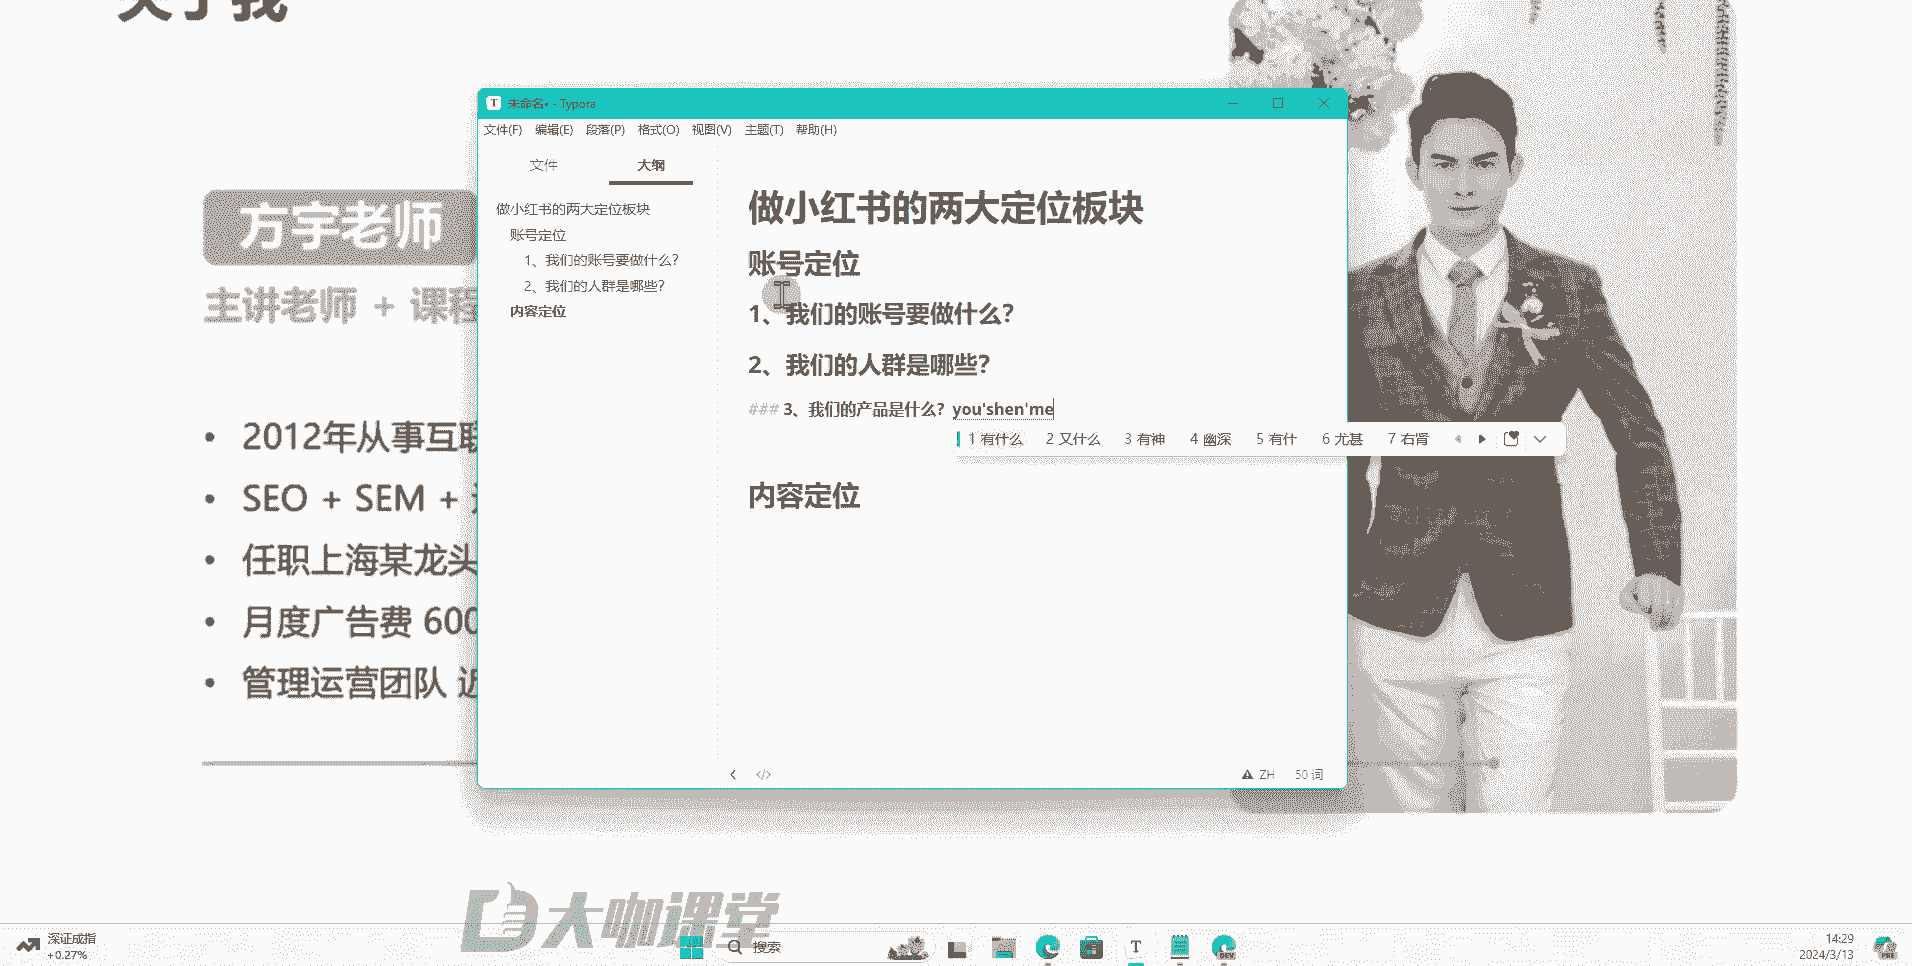 关于我
方宇老师
主讲老师 + 课程
• 2012年从事互联
• SEO + SEM +
• 任职上海某龙头
• 月度广告费 600
• 管理运营团队 近
未命名• - Typora
文件(F) 编辑(E) 段落(P) 格式(O) 视图(V) 主题(T) 帮助(H)
文件 大纲
做小红书的两大定位板块
账号定位
1、我们的账号要做什么？
2、我们的人群是哪些？
内容定位
做小红书的两大定位板块
账号定位
1、我们的账号要做什么？
2、我们的人群是哪些？
### 3、我们的产品是什么？you'shen'me
1 有什么 2 又什么 3 有神 4 幽深 5 有什 6 尤甚 7 右肾
内容定位
ZH 50 词
大咖课堂
深证成指
+0.27%
搜索
T
DEV
14:29
2024/3/13
PRE